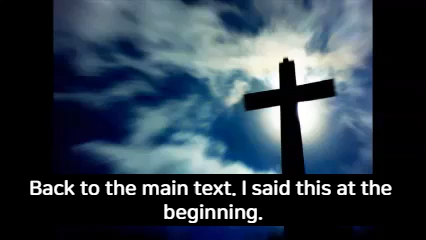 Back to the main text. I said this at the
beginning.